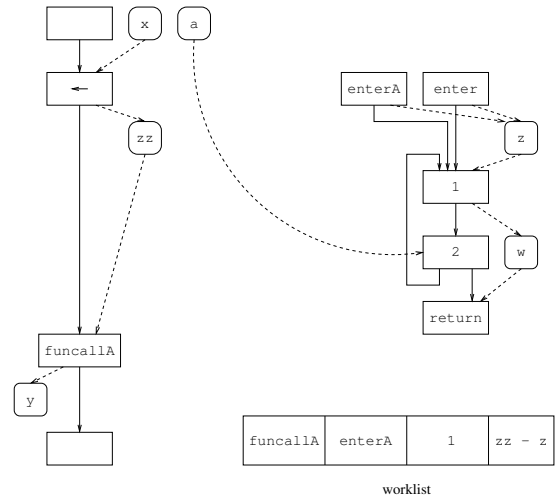 x
a
←
zz
enterA
enter
z
1
2
w
return
funcallA
y
funcallA enterA 1 zz - z
worklist